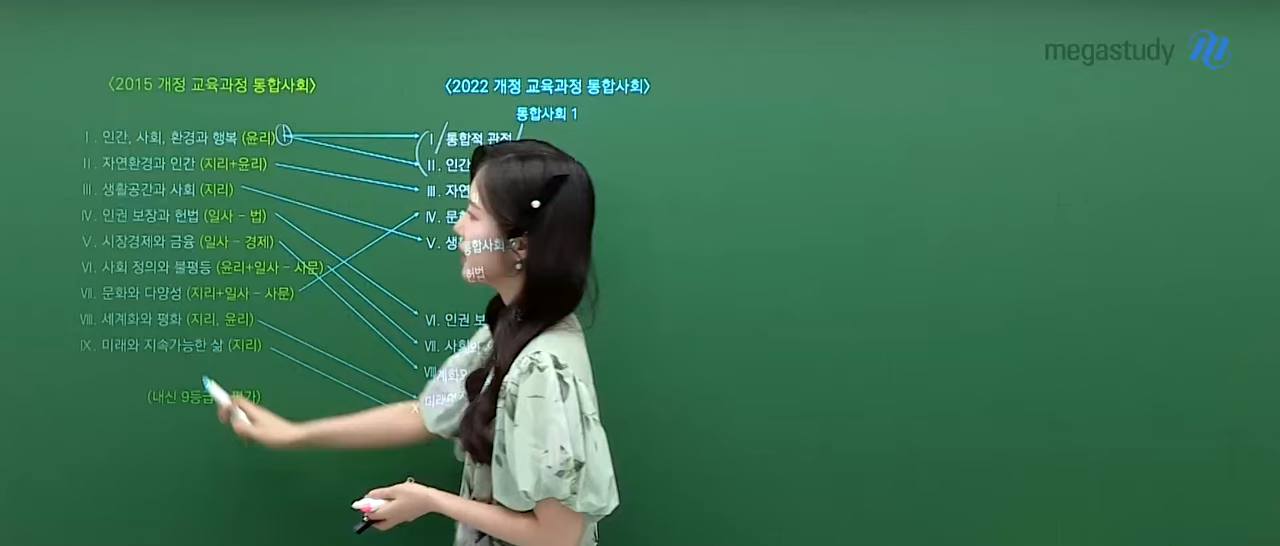 megastudy
〈2015 개정 교육과정 통합사회〉
Ⅰ. 인간, 사회, 환경과 행복 (윤리)
Ⅱ. 자연환경과 인간 (지리+윤리)
Ⅲ. 생활공간과 사회 (지리)
Ⅳ. 인권 보장과 헌법 (일사 - 법)
Ⅴ. 시장경제와 금융 (일사 - 경제)
Ⅵ. 사회 정의와 불평등 (윤리+일사 - 사문)
Ⅶ. 문화와 다양성 (지리+일사 - 사문)
Ⅷ. 세계화와 평화 (지리, 윤리)
Ⅸ. 미래와 지속가능한 삶 (지리)
(내신 9등급 평가)
〈2022 개정 교육과정 통합사회〉
통합사회 1
Ⅰ. 통합적 관점
Ⅱ. 인간
Ⅲ. 자연
Ⅳ. 문
Ⅴ. 생
통합사회
Ⅵ. 인권 보
Ⅶ. 사회
Ⅷ